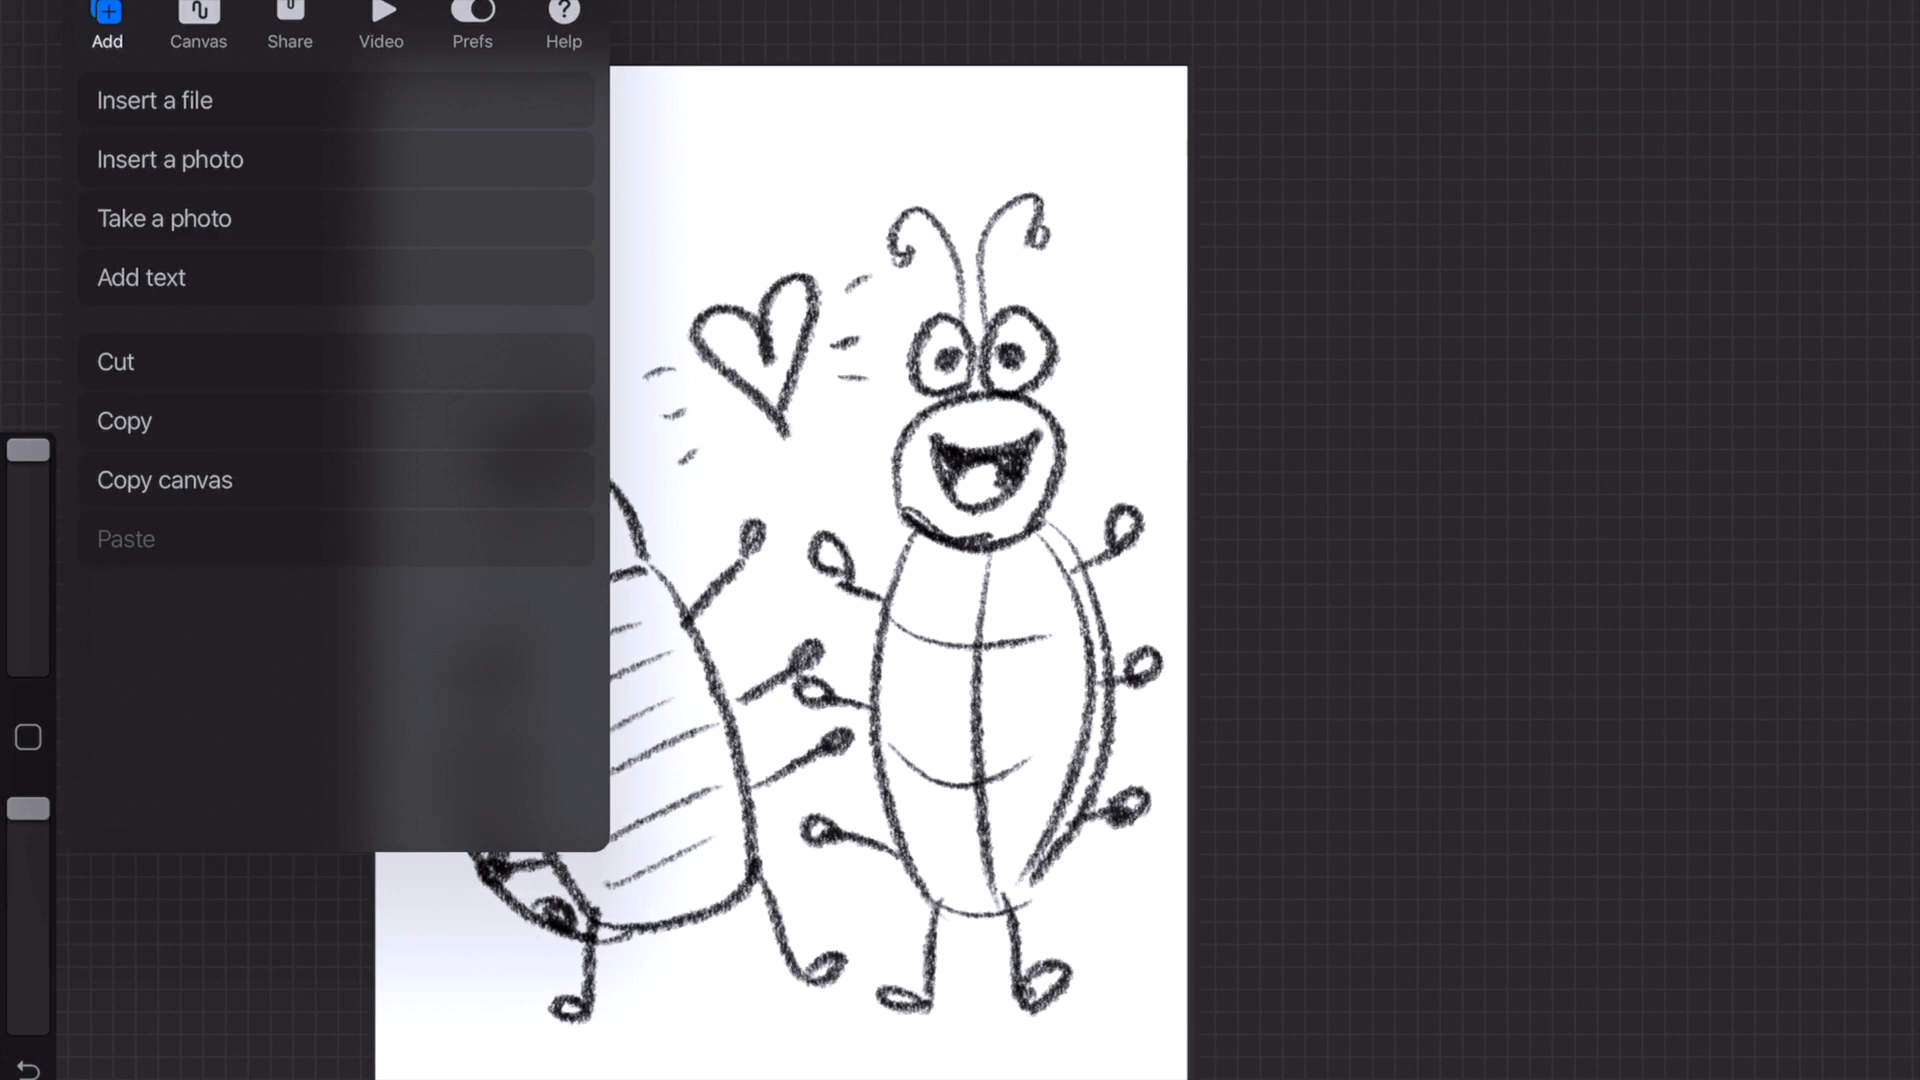 Add Canvas Share Video Prefs Help
Insert a file
Insert a photo
Take a photo
Add text
Cut
Copy
Copy canvas
Paste